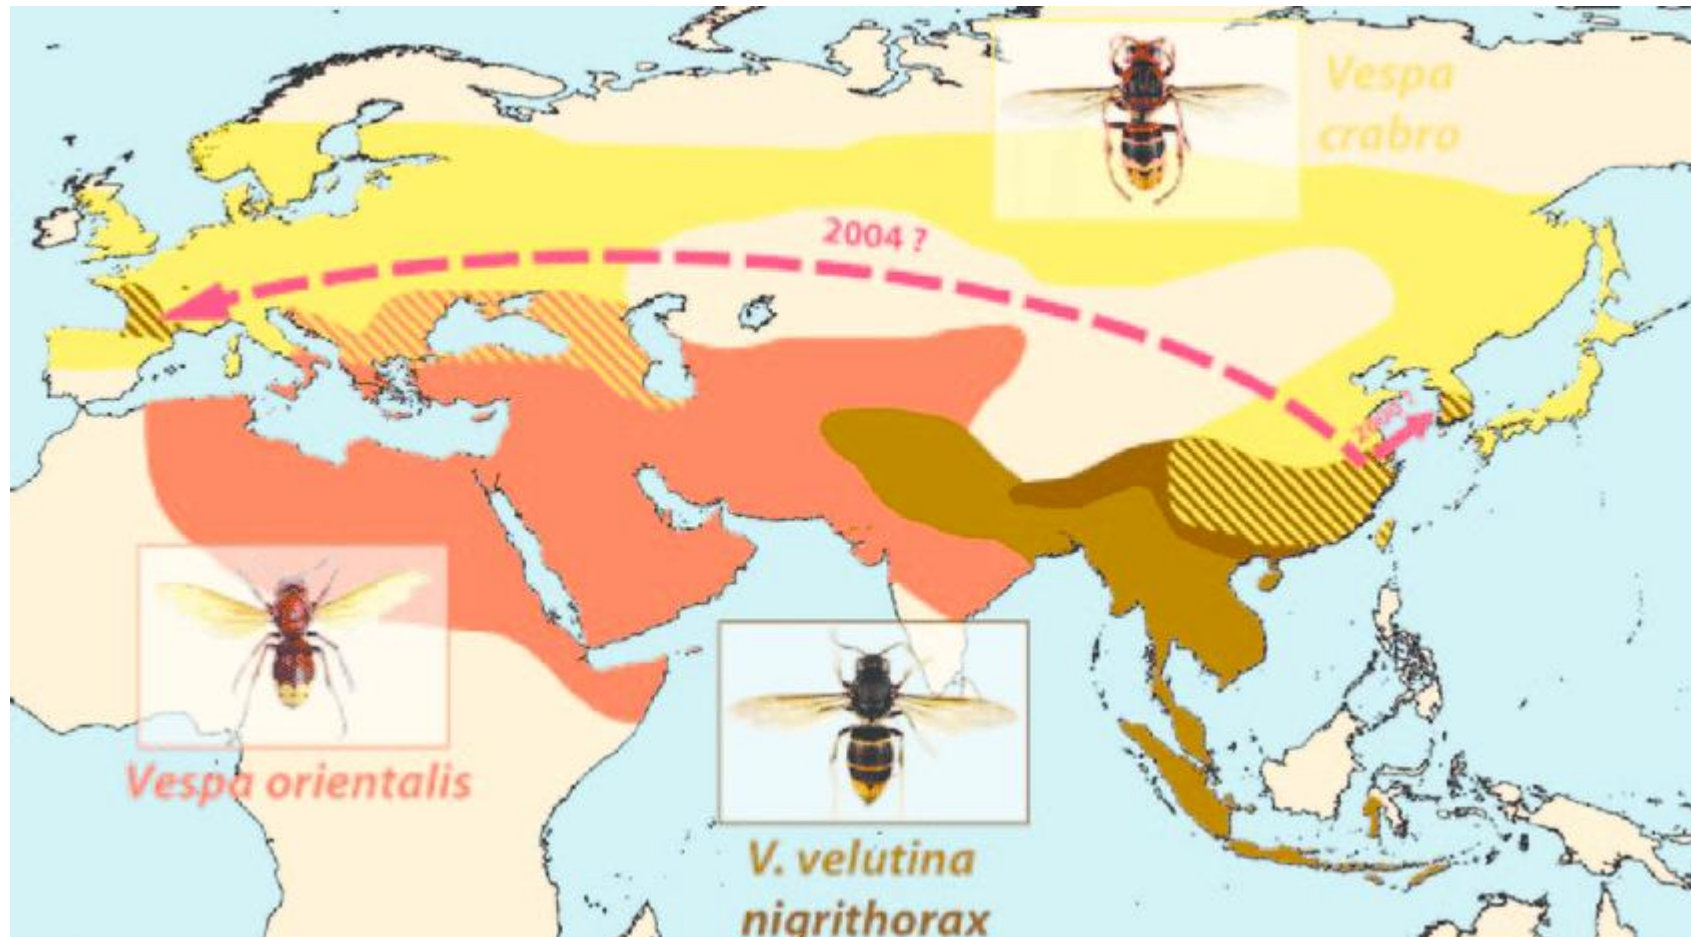 Vespa
crabro
2004 ?
Vespa orientalis
V. velutina
nigrithorax